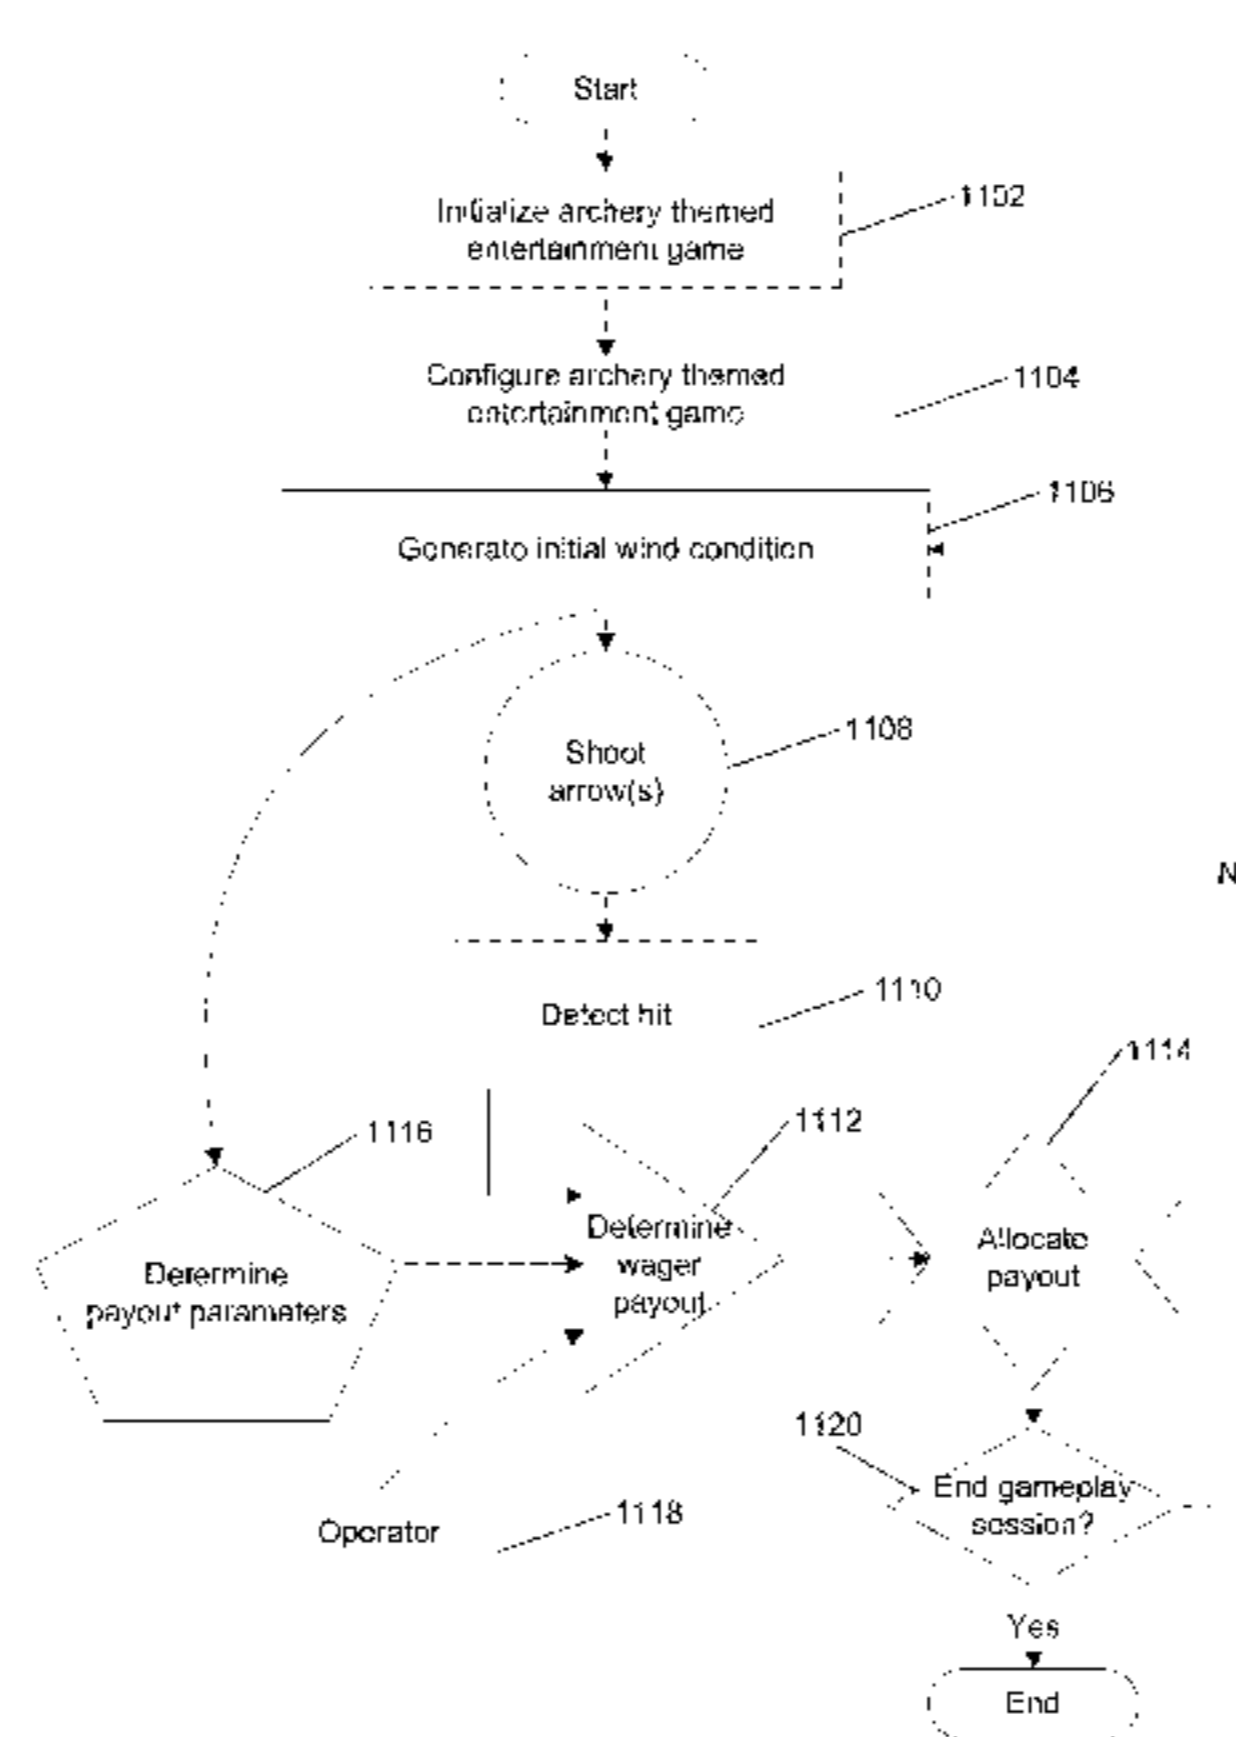 Start
1102
Initialize archery themed
entertainment game
Configure archery themed
entertainment game
1104
1106
Generate initial wind condition
1108
Shoot
arrow(s)
N
1110
Detect hit
1114
1112
1116
Determine
wager
payout
Allocate
payout
Determine
payout parameters
1120
End gameplay
session?
1118
Operator
Yes
End